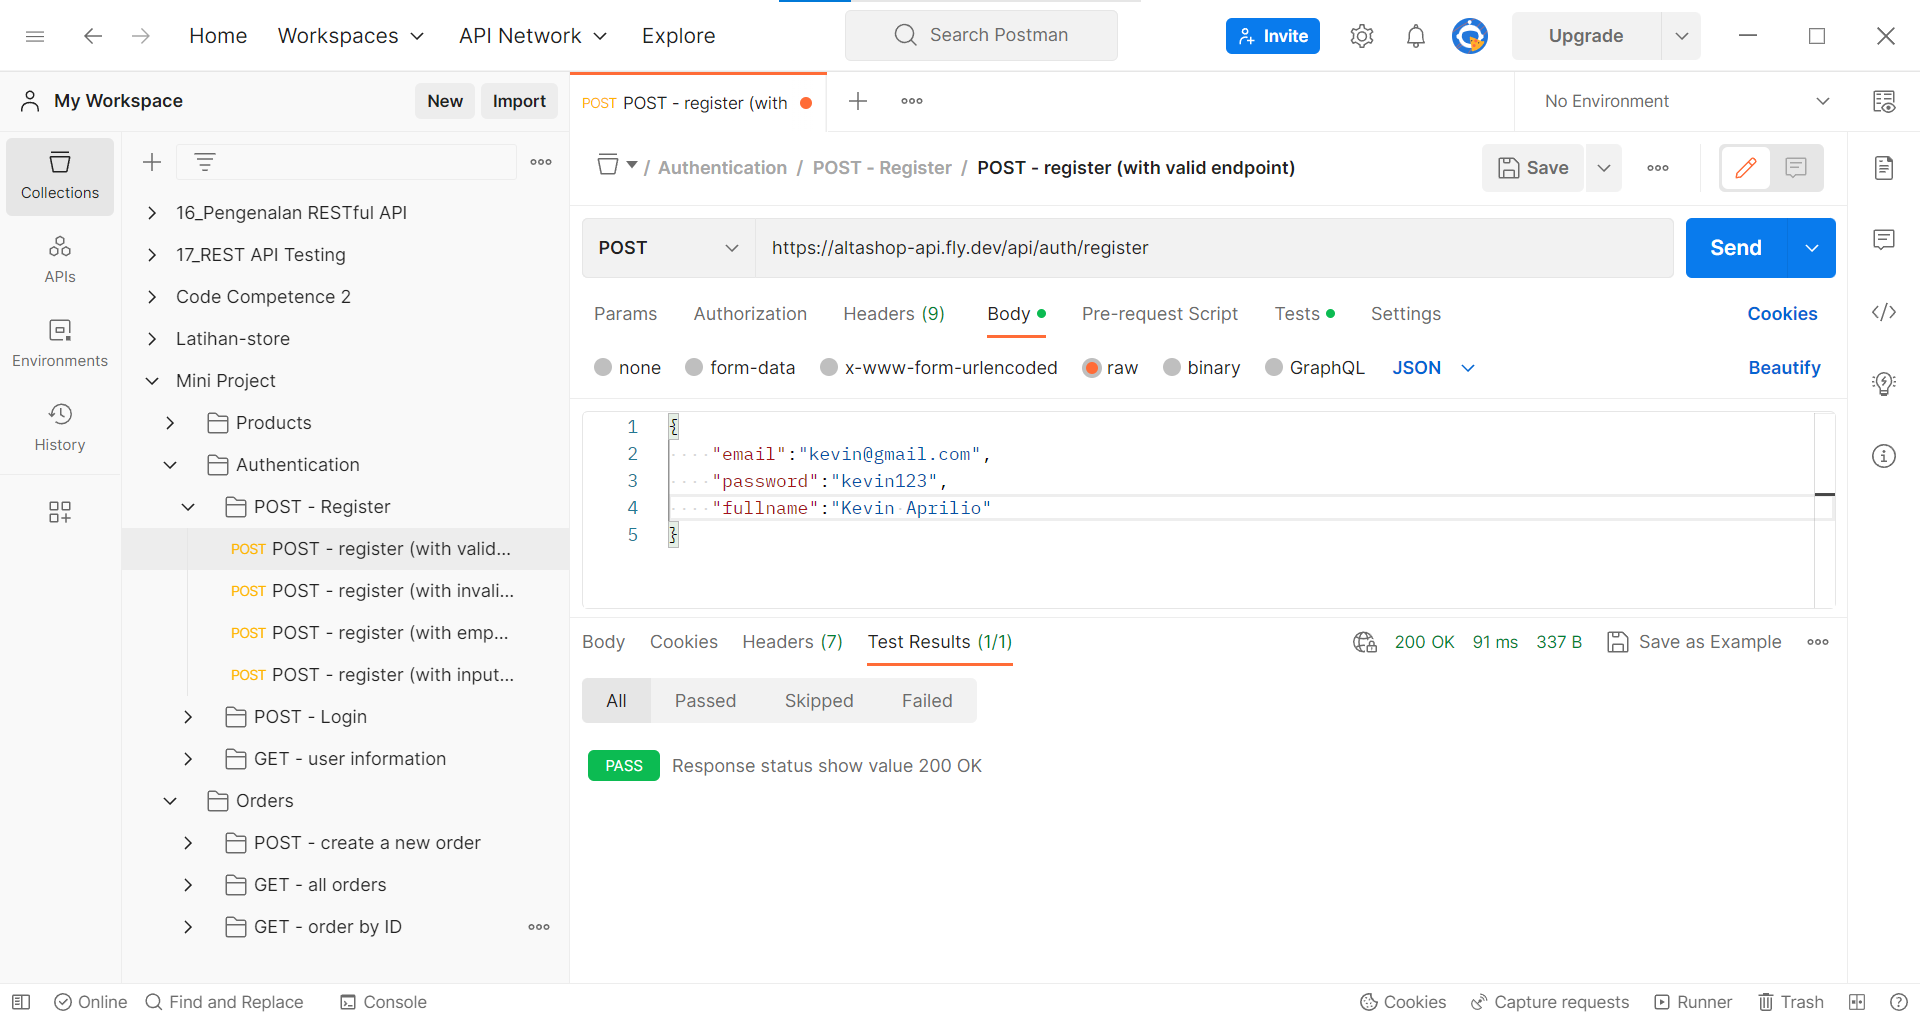 Home Workspaces API Network Explore Search Postman Invite Upgrade
My Workspace New Import
POST POST - register (with No Environment
Collections
APIs
Environments
History
16_Pengenalan RESTful API
17_REST API Testing
Code Competence 2
Latihan-store
Mini Project
Products
Authentication
POST - Register
POST POST - register (with valid...
POST POST - register (with invali...
POST POST - register (with emp...
POST POST - register (with input...
POST - Login
GET - user information
Orders
POST - create a new order
GET - all orders
GET - order by ID
/ Authentication / POST - Register / POST - register (with valid endpoint) Save
POST https://altashop-api.fly.dev/api/auth/register Send
Params Authorization Headers (9) Body Pre-request Script Tests Settings Cookies
none form-data x-www-form-urlencoded raw binary GraphQL JSON Beautify
1 {
2 "email":"kevin@gmail.com",
3 "password":"kevin123",
4 "fullname":"Kevin Aprilio"
5 }
Body Cookies Headers (7) Test Results (1/1) 200 OK 91 ms 337 B Save as Example
All Passed Skipped Failed
PASS Response status show value 200 OK
Online Find and Replace Console Cookies Capture requests Runner Trash